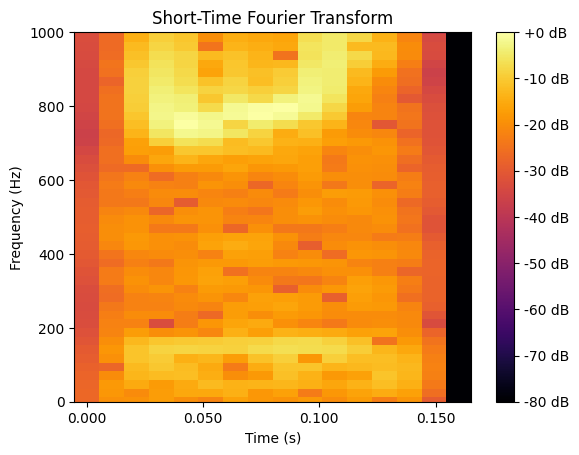 Short-Time Fourier Transform
1000
800
600
400
200
0
Frequency (Hz)
0.000
0.050
0.100
0.150
Time (s)
+0 dB
-10 dB
-20 dB
-30 dB
-40 dB
-50 dB
-60 dB
-70 dB
-80 dB